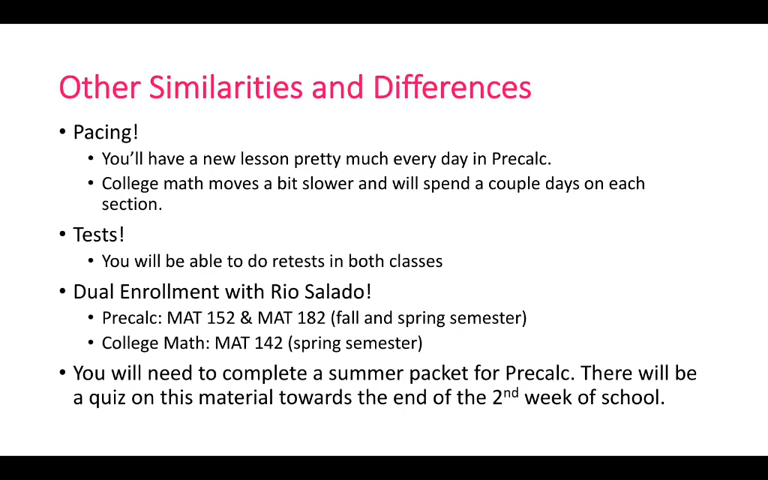 Other Similarities and Differences
• Pacing!
• You'll have a new lesson pretty much every day in Precalc.
• College math moves a bit slower and will spend a couple days on each
section.
• Tests!
• You will be able to do retests in both classes
• Dual Enrollment with Rio Salado!
• Precalc: MAT 152 & MAT 182 (fall and spring semester)
• College Math: MAT 142 (spring semester)
• You will need to complete a summer packet for Precalc. There will be
a quiz on this material towards the end of the 2nd week of school.